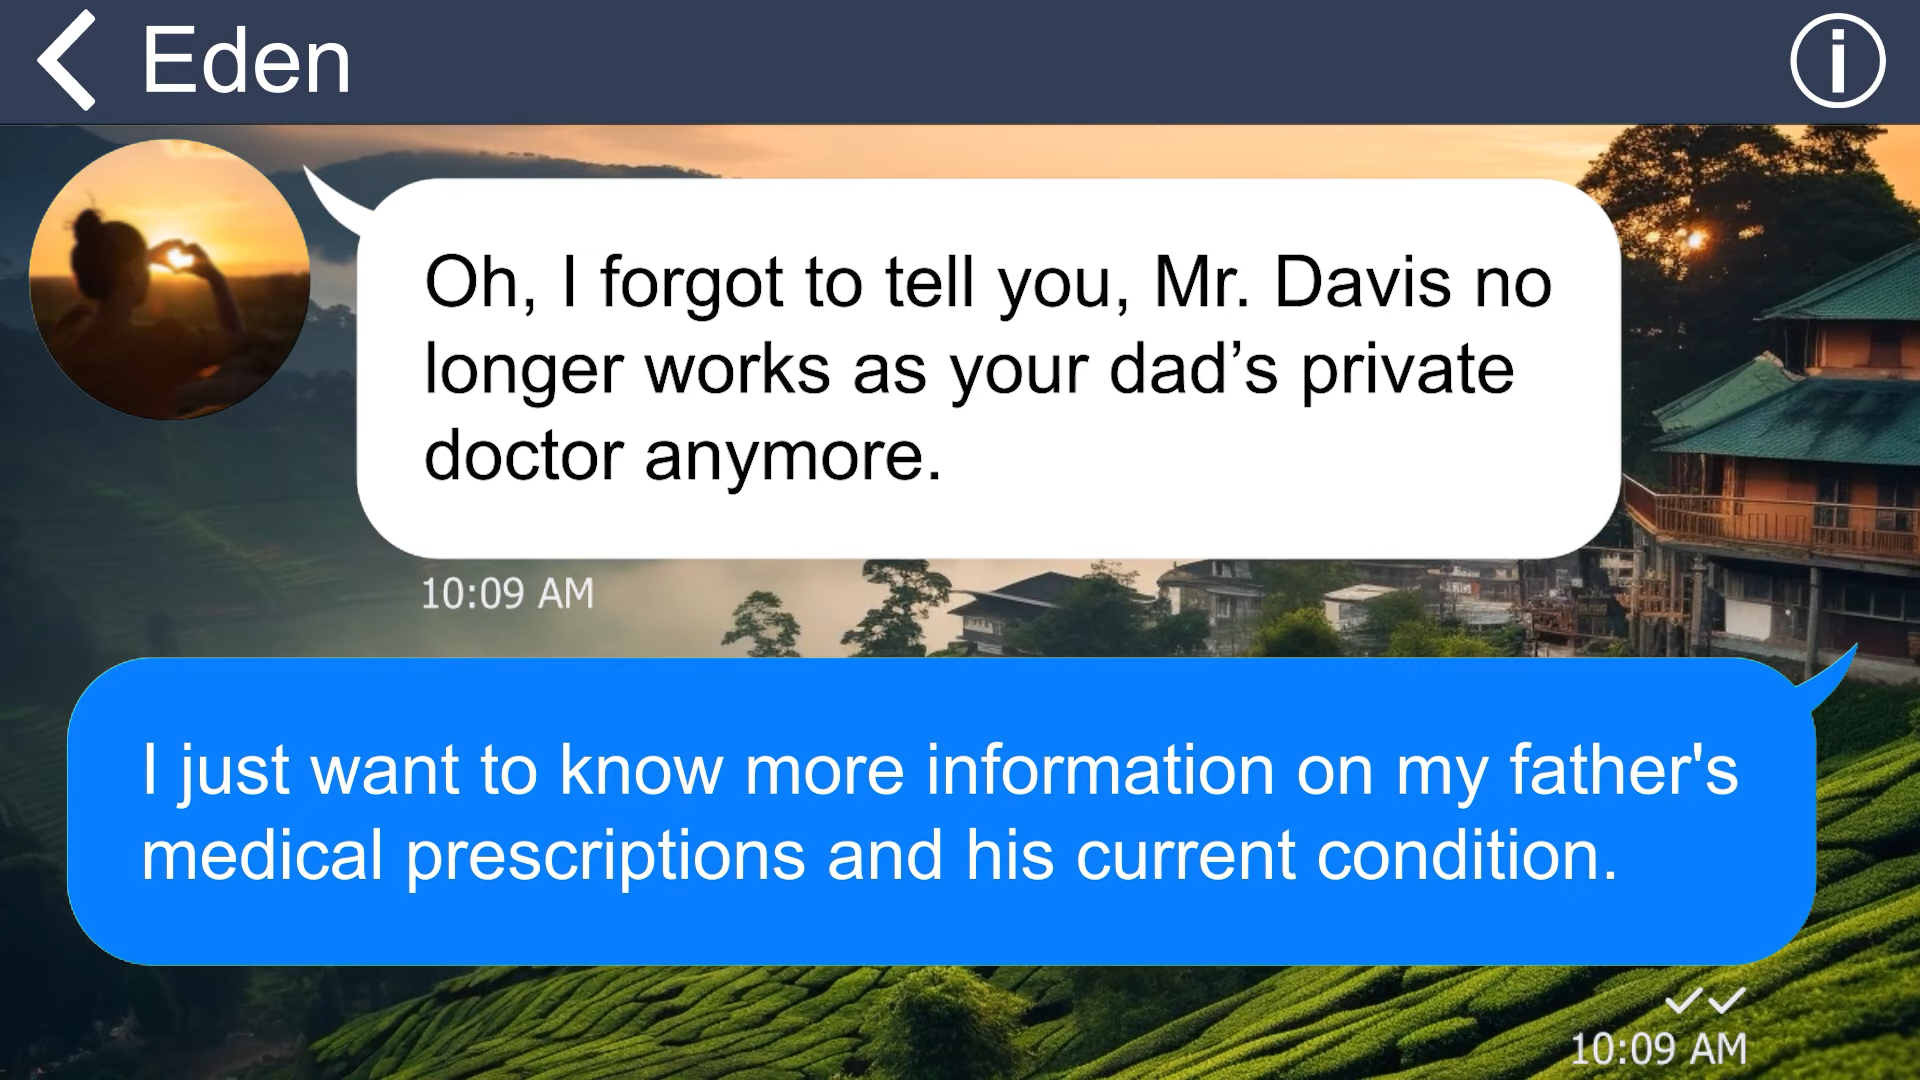 Eden
Oh, I forgot to tell you, Mr. Davis no
longer works as your dad’s private
doctor anymore.
10:09 AM
I just want to know more information on my father's
medical prescriptions and his current condition.
10:09 AM